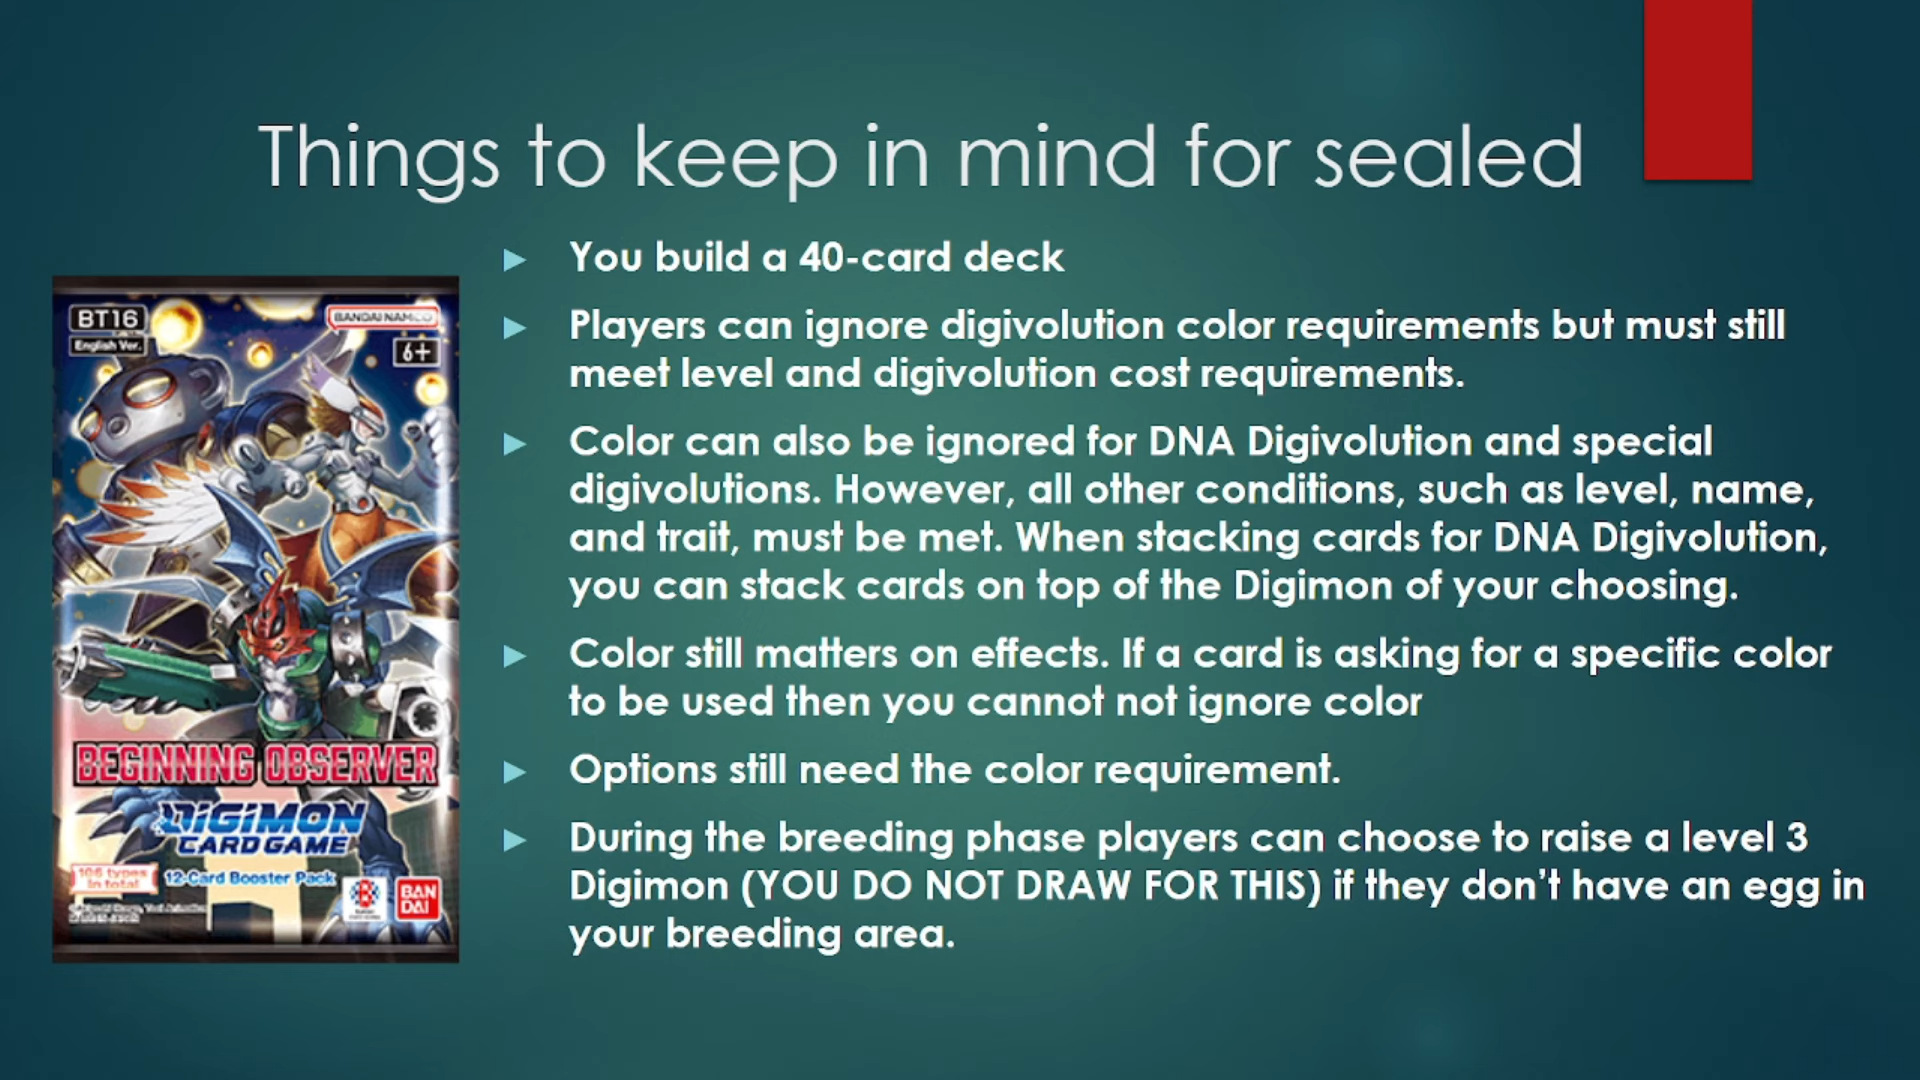 Things to keep in mind for sealed
You build a 40-card deck
Players can ignore digivolution color requirements but must still
meet level and digivolution cost requirements.
Color can also be ignored for DNA Digivolution and special
digivolutions. However, all other conditions, such as level, name,
and trait, must be met. When stacking cards for DNA Digivolution,
you can stack cards on top of the Digimon of your choosing.
Color still matters on effects. If a card is asking for a specific color
to be used then you cannot not ignore color
Options still need the color requirement.
During the breeding phase players can choose to raise a level 3
Digimon (YOU DO NOT DRAW FOR THIS) if they don't have an egg in
your breeding area.
BT16
English Ver.
BANDAI NAMCO
6+
BEGINNING OBSERVER
DIGIMON
CARD GAME
106 types
in total
12-Card Booster Pack
BAN
DAI